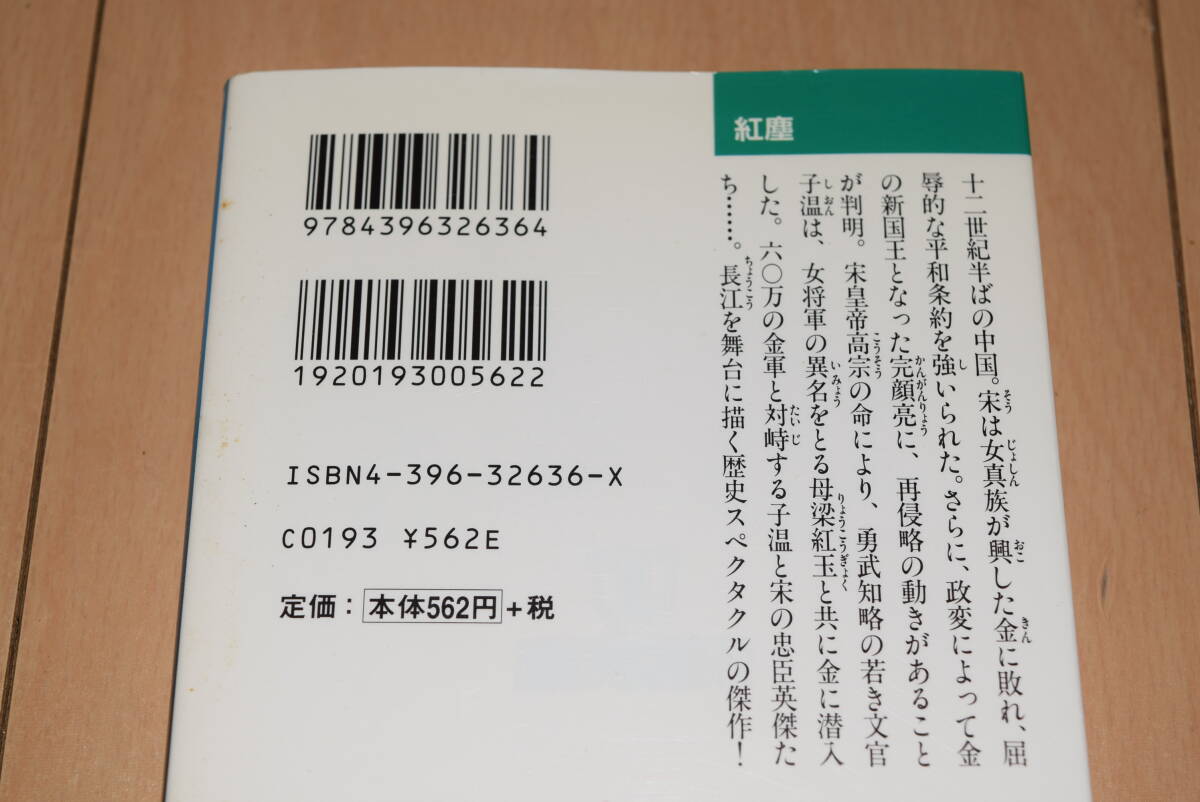 紅塵
十二世紀半ばの中国。宋は女真族が興した金に敗れ、屈
辱的な平和条約を強いられた。さらに、政変によって金
の新国王となった完顔亮に、再侵略の動きがあること
が判明。宋皇帝高宗の命により、勇武知略の若き文官
子温は、女将軍の異名をとる母梁紅玉と共に金に潜入
した。六〇万の金軍と対峙する子温と宋の忠臣英傑た
ち……。長江を舞台に描く歴史スペクタクルの傑作！
9784396326364
1920193005622
ISBN4-396-32636-X
C0193 ¥562E
定価：本体562円+税